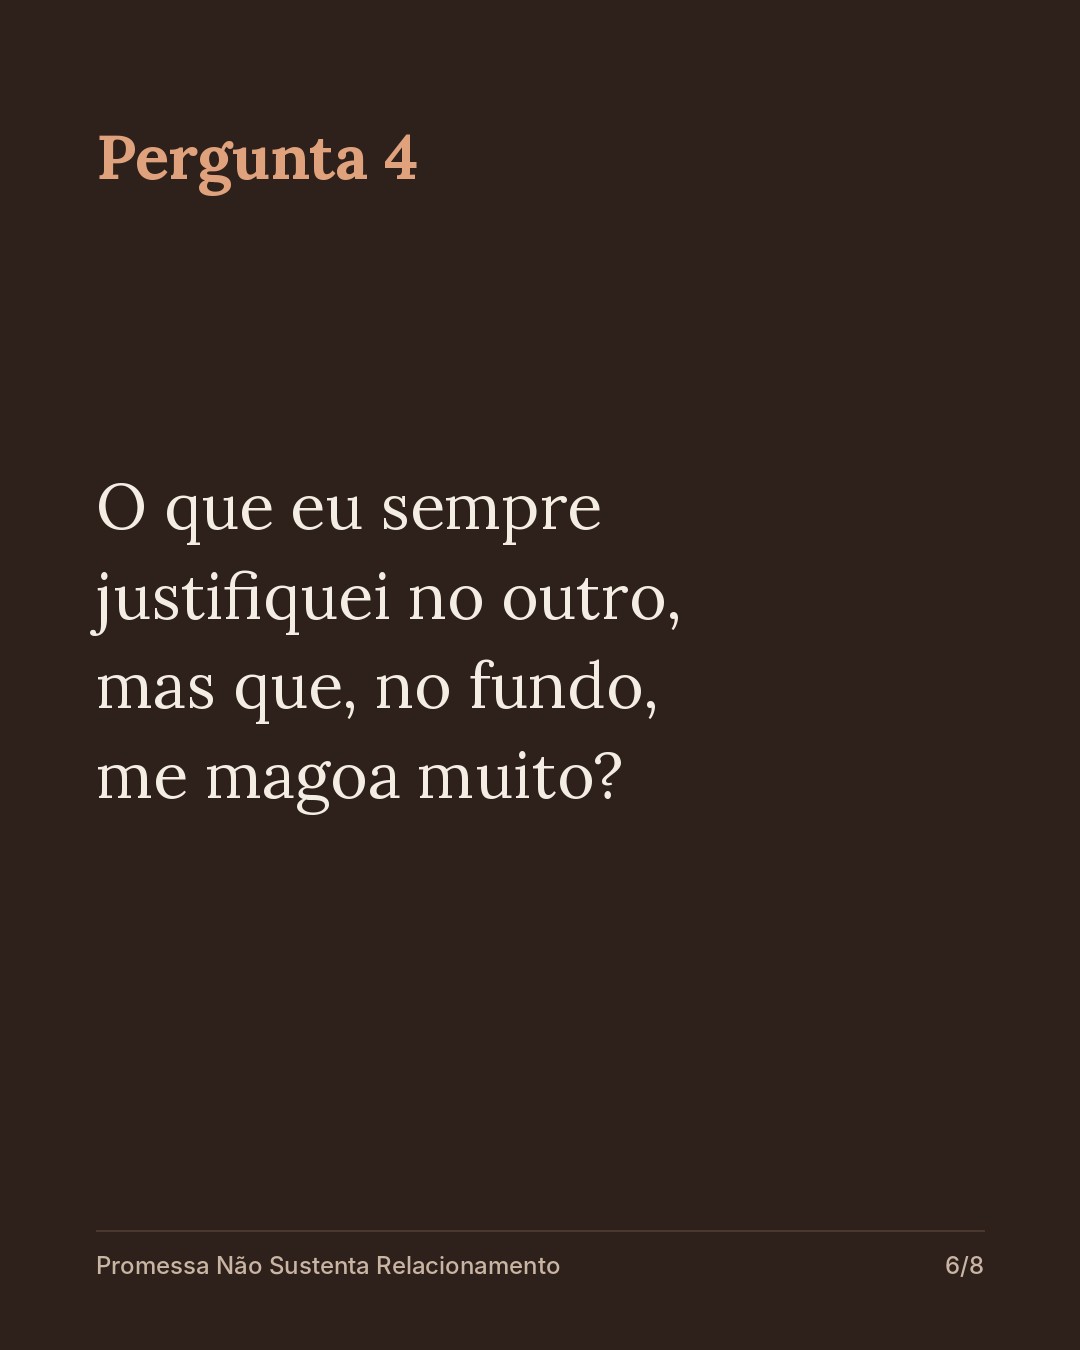 Pergunta 4
O que eu sempre
justifiquei no outro,
mas que, no fundo,
me magoa muito?
Promessa Não Sustenta Relacionamento
6/8